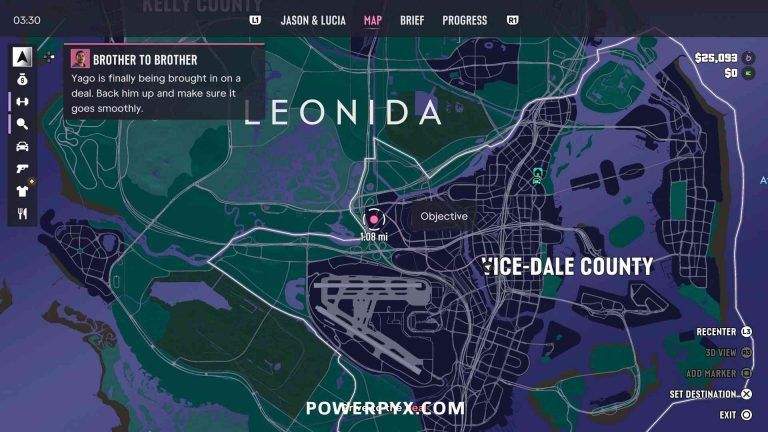 KELLY COUNTY
03:30
L1 JASON & LUCIA MAP BRIEF PROGRESS R1
BROTHER TO BROTHER
Yago is finally being brought in on a
deal. Back him up and make sure it
goes smoothly.
$25,093
$0
LEONIDA
Objective
1.08 mi
VICE-DALE COUNTY
RECENTER L3
3D VIEW R3
ADD MARKER
SET DESTINATION
EXIT
POWERPYX.COM